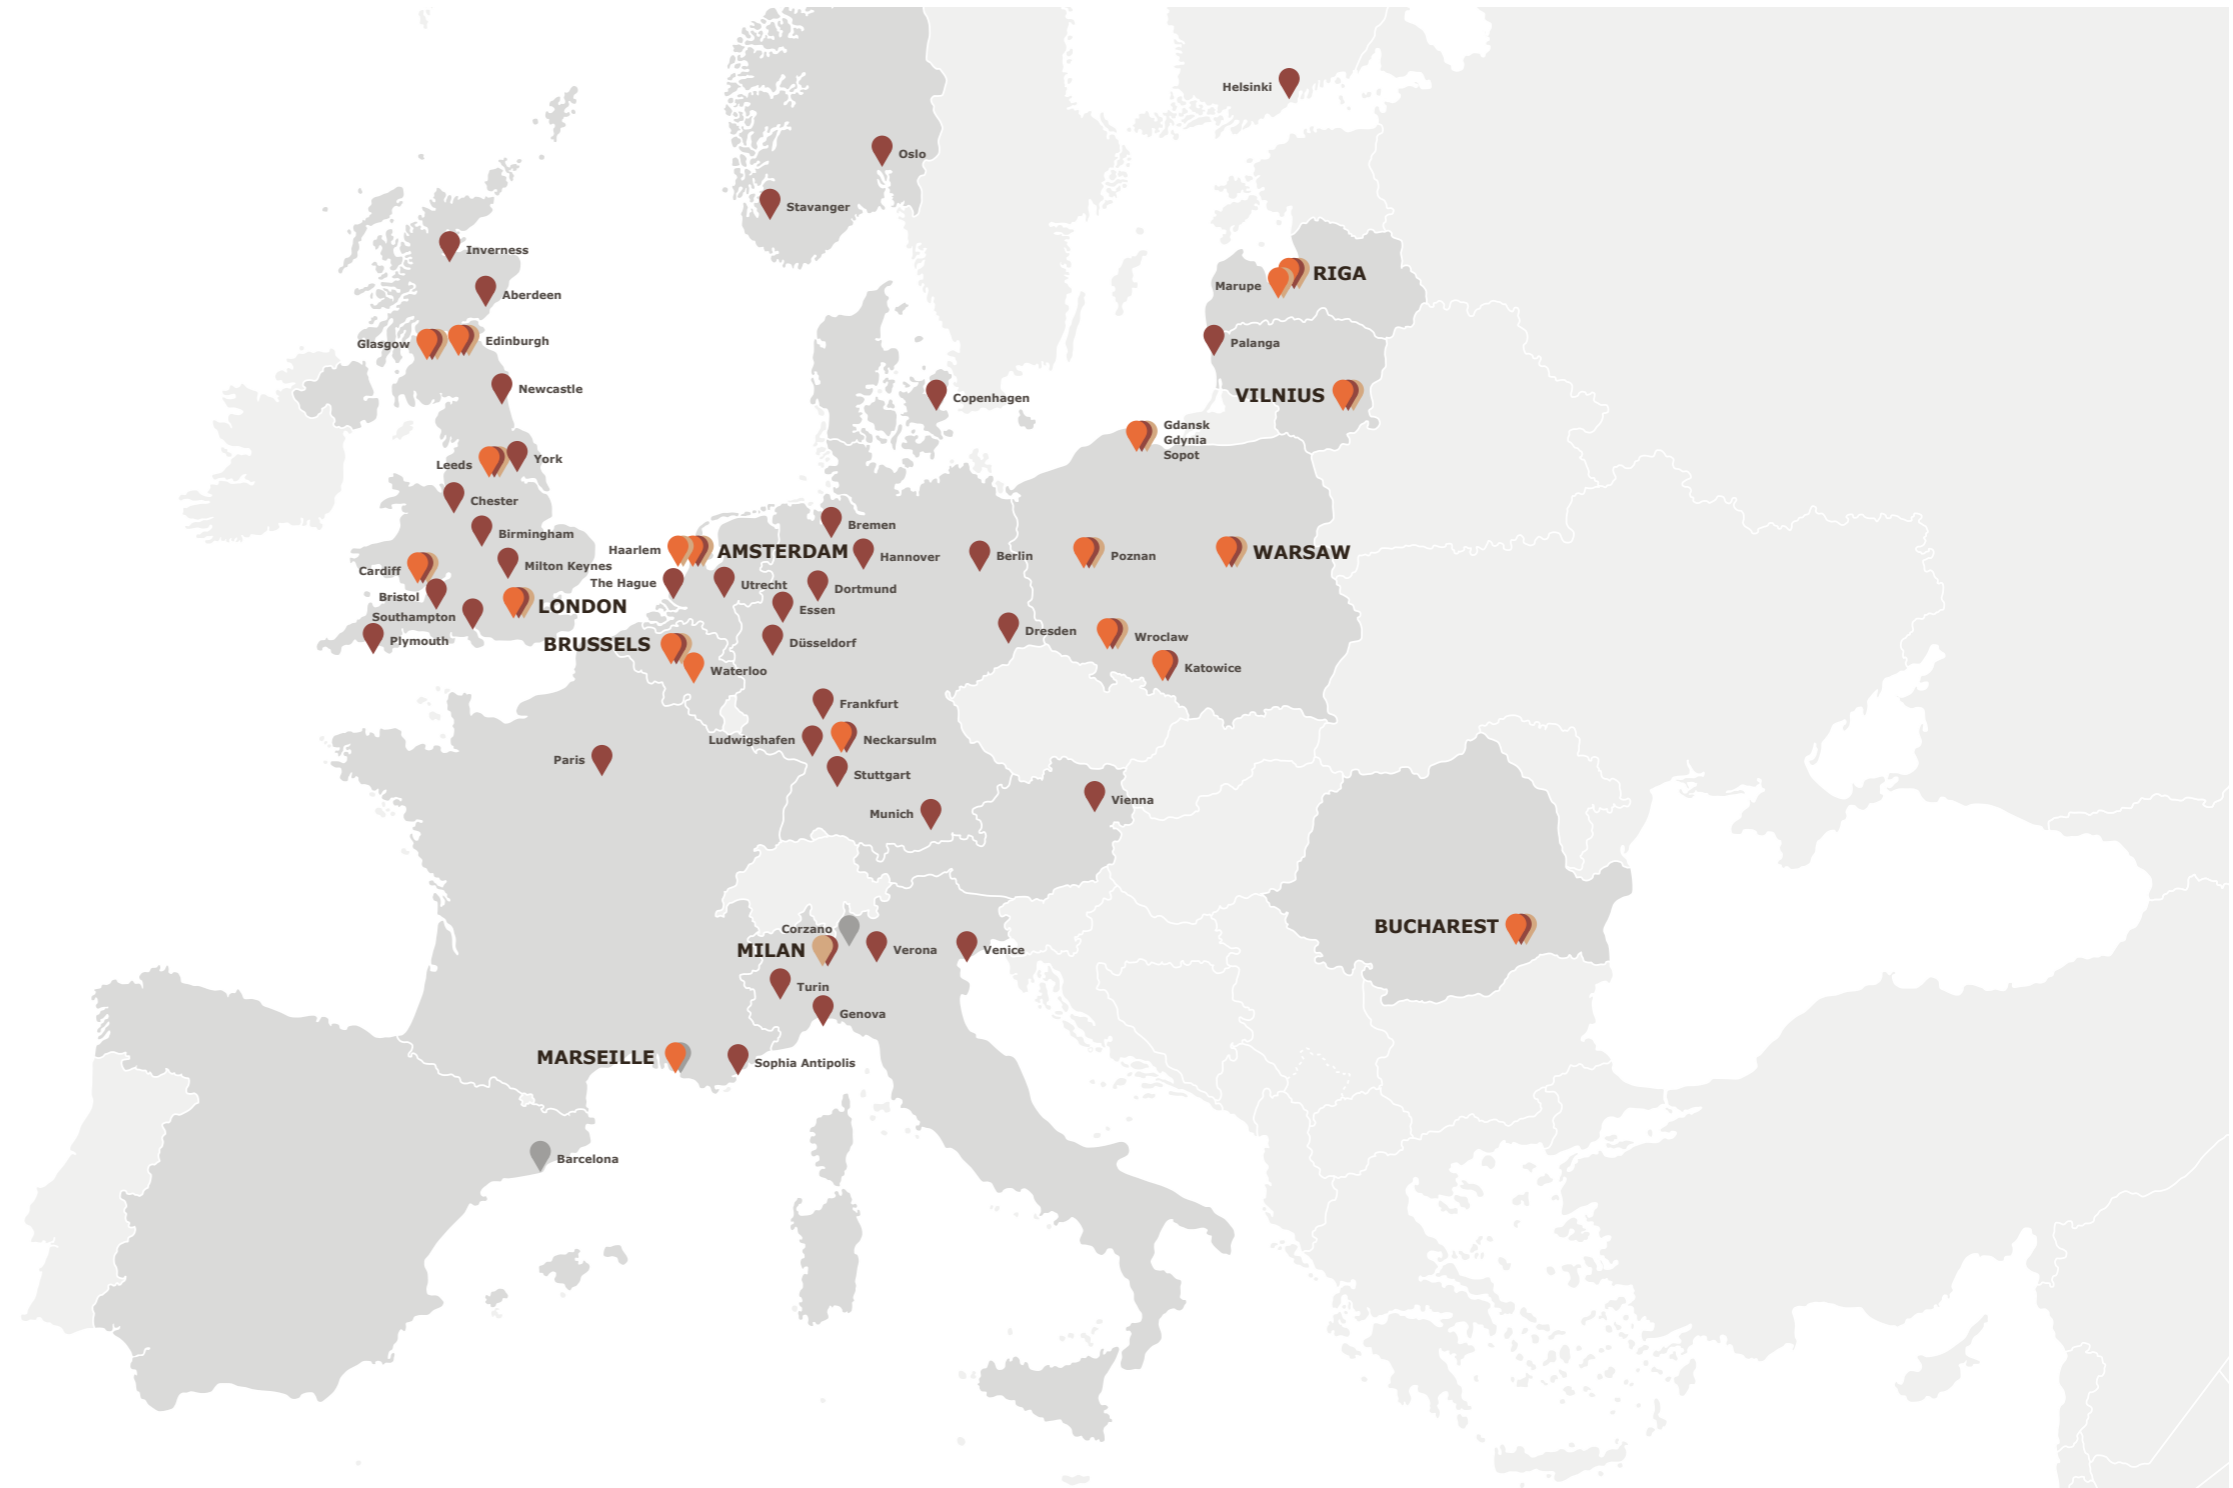 Helsinki
Oslo
Stavanger
Inverness
RIGA
Marupe
Aberdeen
Glasgow
Edinburgh
Palanga
Newcastle
VILNIUS
Copenhagen
Gdansk
Gdynia
Sopot
York
Leeds
Chester
Bremen
Birmingham
Haarlem
AMSTERDAM
WARSAW
Hannover
Berlin
Poznan
Milton Keynes
Cardiff
The Hague
Utrecht
Dortmund
Bristol
LONDON
Essen
Southampton
Dresden
Wroclaw
Plymouth
BRUSSELS
Düsseldorf
Katowice
Waterloo
Frankfurt
Ludwigshafen
Neckarsulm
Paris
Stuttgart
Vienna
Munich
BUCHAREST
Corzano
MILAN
Verona
Venice
Turin
Genova
MARSEILLE
Sophia Antipolis
Barcelona